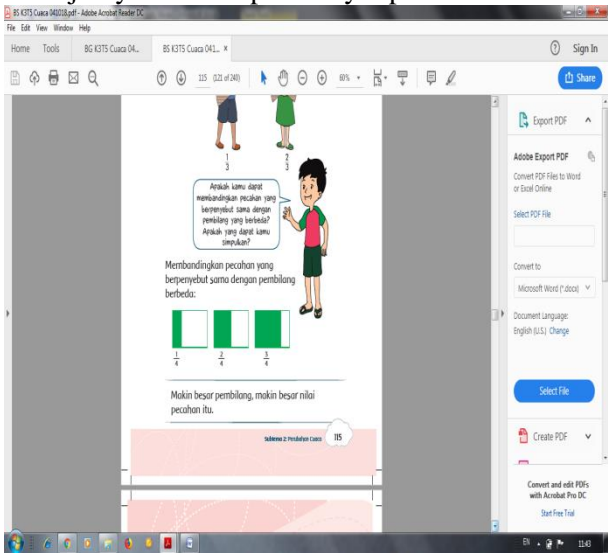 BS K3T5 Cuaca 041018.pdf - Adobe Acrobat Reader DC
File Edit View Window Help
Home Tools BG K3T5 Cuaca 04... BS K3T5 Cuaca 041... ×
115 (121 of 240) 60%
Sign In
Share
1/3 2/3
Apakah kamu dapat
membandingkan pecahan yang
berpenyebut sama dengan
pembilang yang berbeda?
Apakah yang dapat kamu
simpulkan?
Membandingkan pecahan yang
berpenyebut sama dengan pembilang
berbeda:
1/4 2/4 3/4
Makin besar pembilang, makin besar nilai
pecahan itu.
Subtema 2: Perubahan Cuaca 115
Export PDF
Adobe Export PDF
Convert PDF Files to Word
or Excel Online
Select PDF File
Convert to
Microsoft Word (*.docx)
Document Language:
English (U.S.) Change
Select File
Create PDF
Convert and edit PDFs
with Acrobat Pro DC
Start Free Trial
EN 11:43